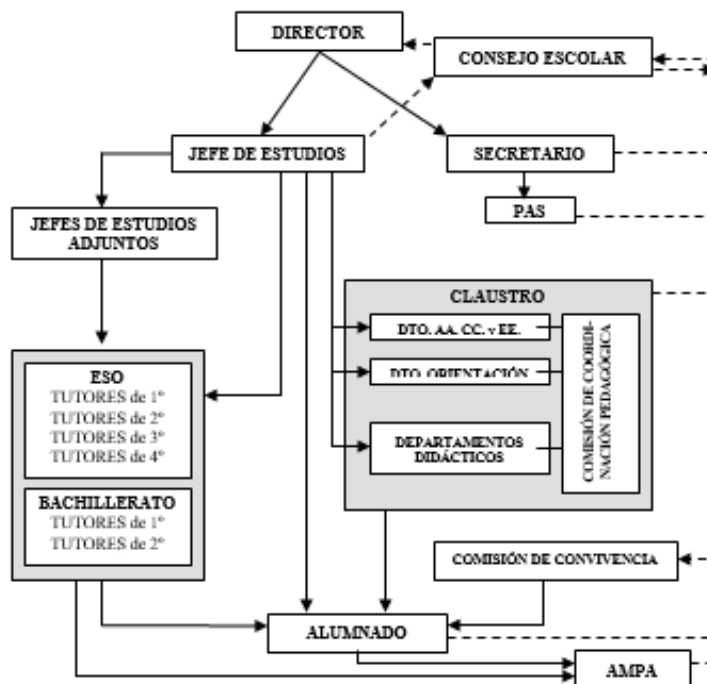 DIRECTOR
CONSEJO ESCOLAR
JEFE DE ESTUDIOS
SECRETARIO
PAS
JEFES DE ESTUDIOS
ADJUNTOS
CLAUSTRO
DTO. AA. CC. y EE.
DTO. ORIENTACIÓN
DEPARTAMENTOS
DIDÁCTICOS
COMISIÓN DE COORDI-
NACIÓN PEDAGÓGICA
ESO
TUTORES de 1º
TUTORES de 2º
TUTORES de 3º
TUTORES de 4º
BACHILLERATO
TUTORES de 1º
TUTORES de 2º
COMISIÓN DE CONVIVENCIA
ALUMNADO
AMPA